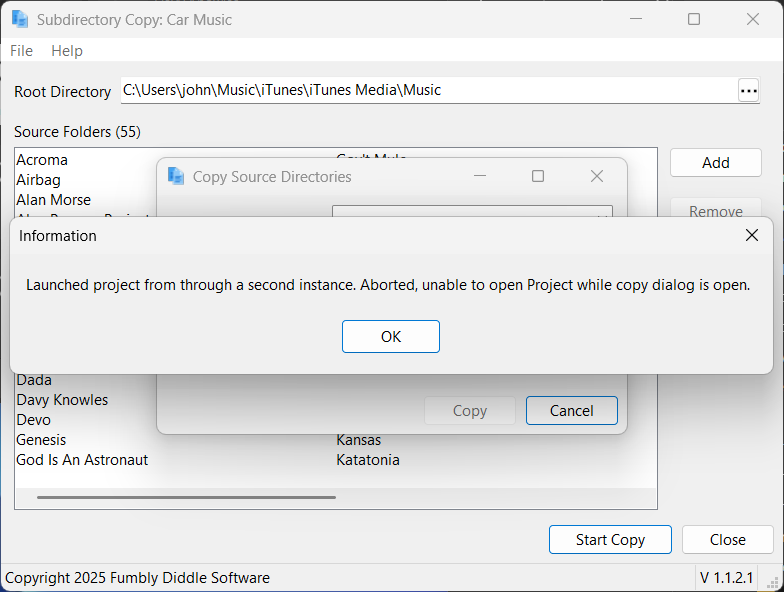 Subdirectory Copy: Car Music
File Help
Root Directory C:\Users\john\Music\iTunes\iTunes Media\Music ...
Source Folders (55)
Acroma
Airbag
Alan Morse
Add
Remove
Copy Source Directories
Information
Launched project from through a second instance. Aborted, unable to open Project while copy dialog is open.
OK
Dada
Davy Knowles
Devo
Genesis Kansas
God Is An Astronaut Katatonia
Copy Cancel
Start Copy Close
Copyright 2025 Fumbly Diddle Software V 1.1.2.1